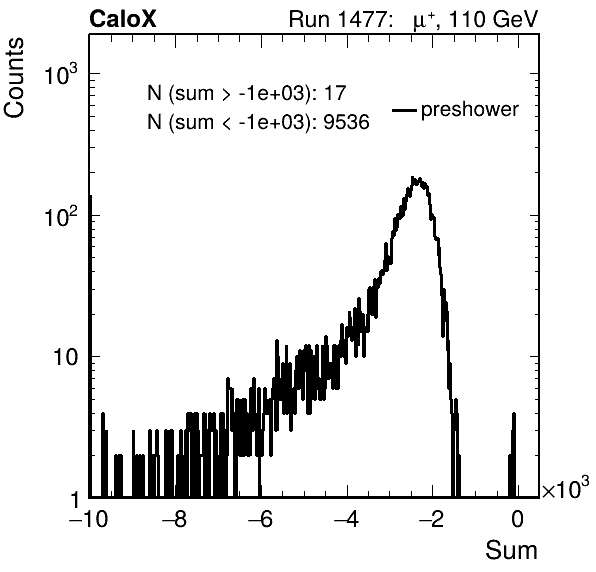 CaloX Run 1477: μ⁺, 110 GeV
Counts
N (sum > -1e+03): 17
N (sum < -1e+03): 9536
preshower
10³
10²
10
1
−10 −8 −6 −4 −2 0
×10³
Sum